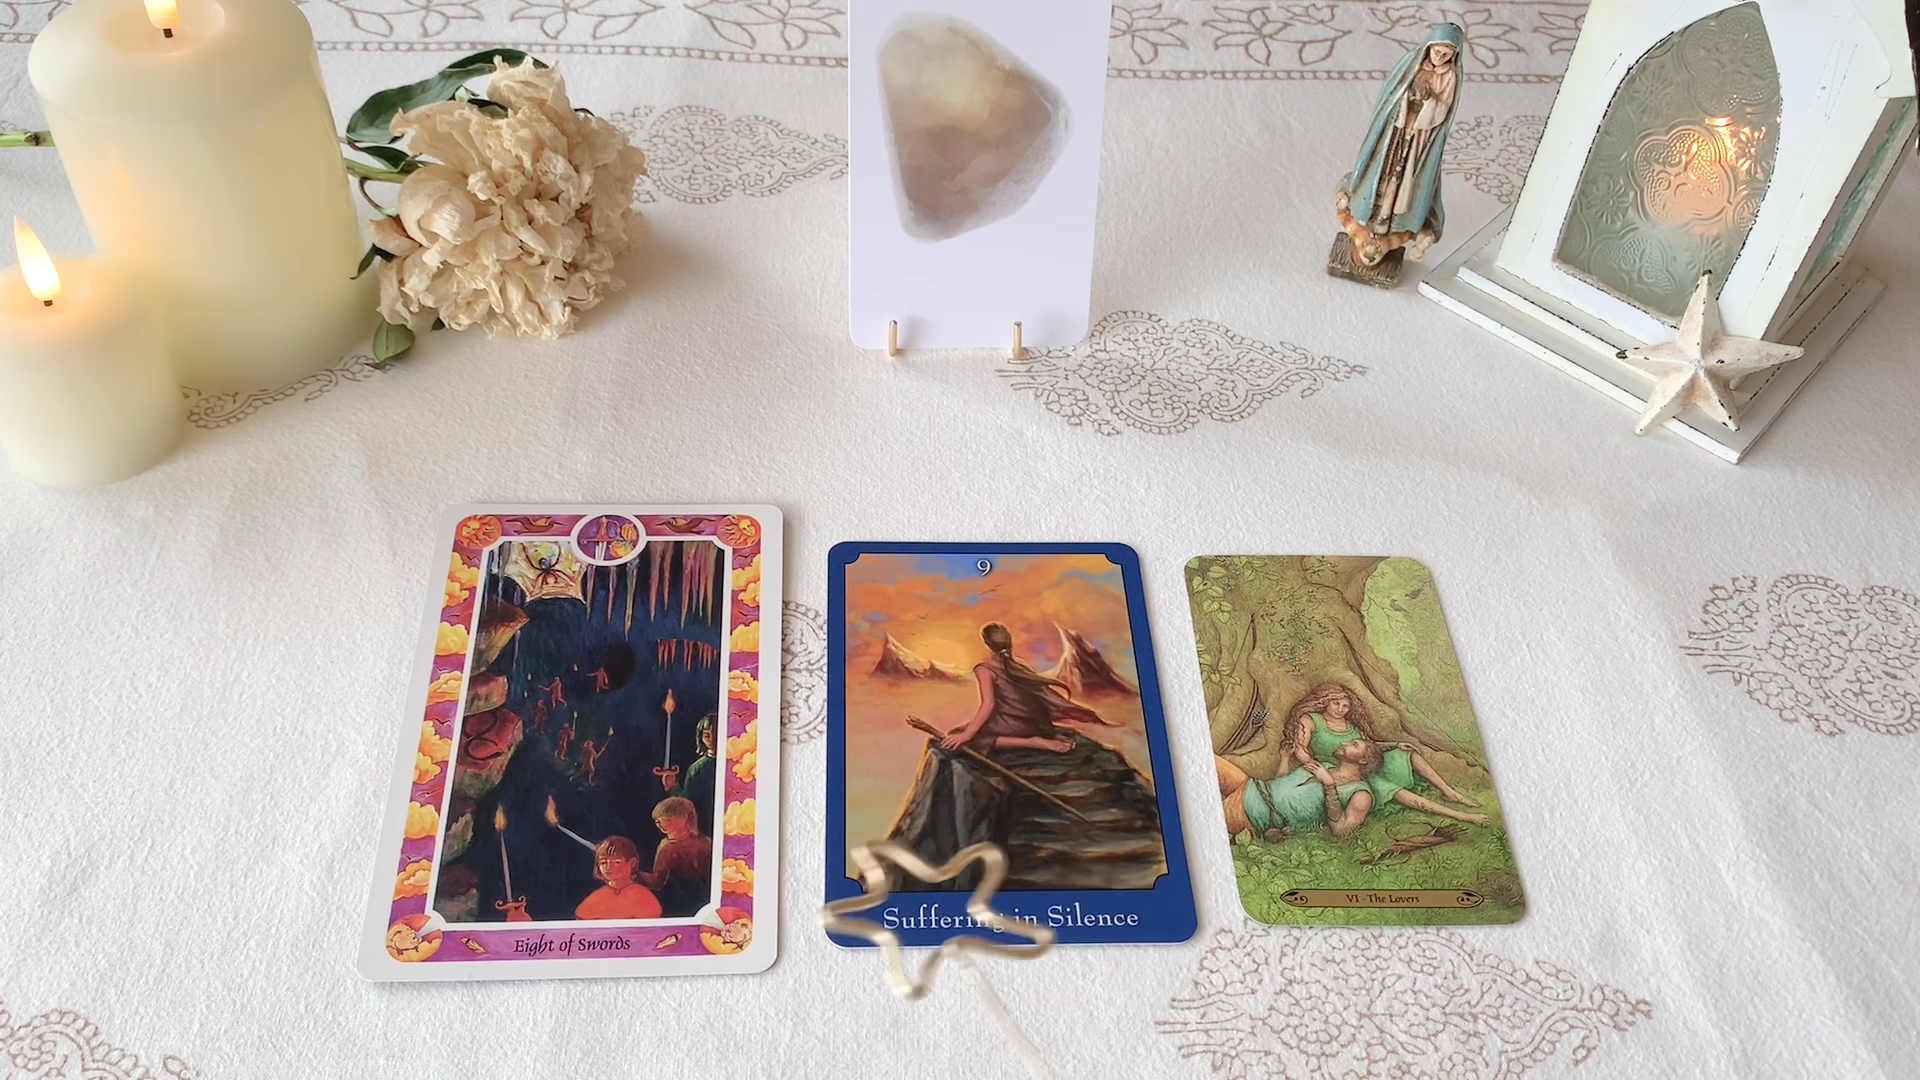 Eight of Swords
9
Suffering in Silence
VI - The Lovers